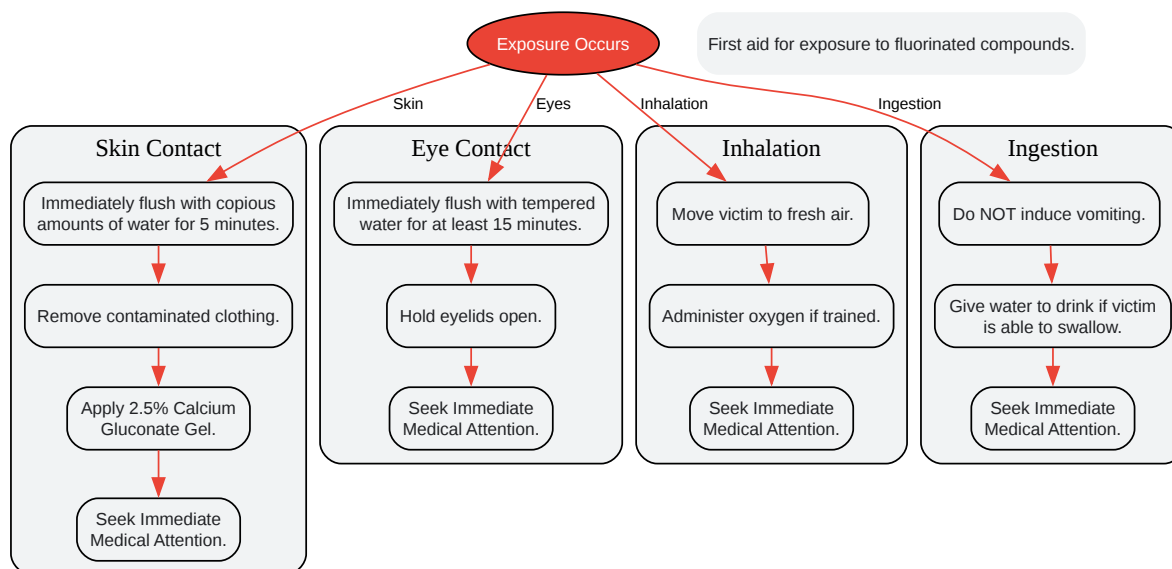 Exposure Occurs
First aid for exposure to fluorinated compounds.
Skin
Eyes
Inhalation
Ingestion
Skin Contact
Immediately flush with copious
amounts of water for 5 minutes.
Remove contaminated clothing.
Apply 2.5% Calcium
Gluconate Gel.
Seek Immediate
Medical Attention.
Eye Contact
Immediately flush with tempered
water for at least 15 minutes.
Hold eyelids open.
Seek Immediate
Medical Attention.
Inhalation
Move victim to fresh air.
Administer oxygen if trained.
Seek Immediate
Medical Attention.
Ingestion
Do NOT induce vomiting.
Give water to drink if victim
is able to swallow.
Seek Immediate
Medical Attention.